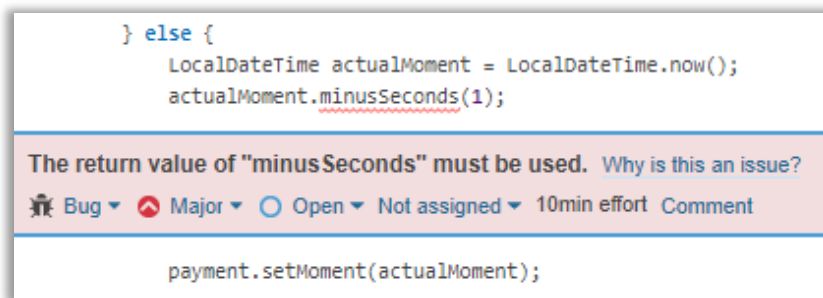 } else {
LocalDateTime actualMoment = LocalDateTime.now();
actualMoment.minusSeconds(1);
The return value of "minusSeconds" must be used. Why is this an issue?
Bug Major Open Not assigned 10min effort Comment
payment.setMoment(actualMoment);